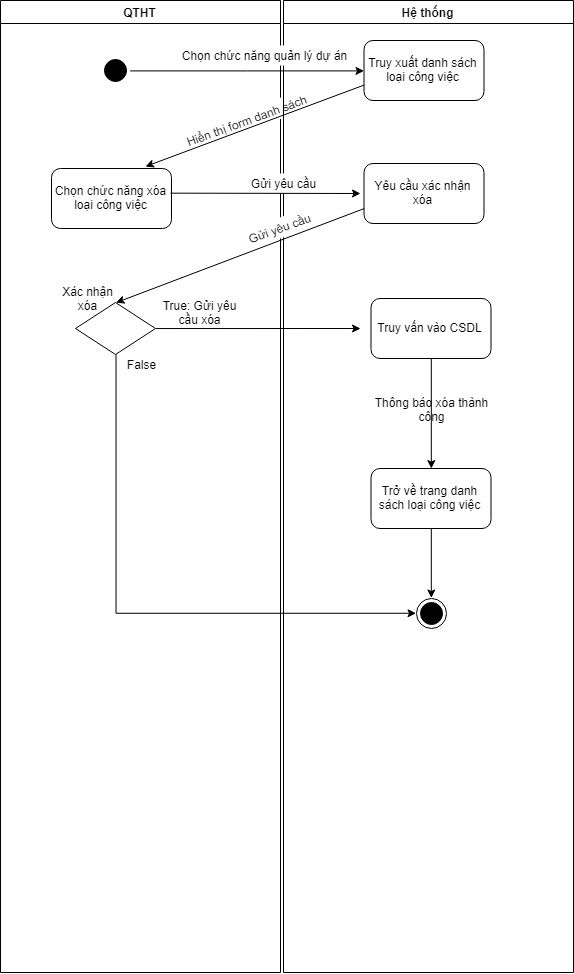 QTHT
Hệ thống
Chọn chức năng quản lý dự án
Truy xuất danh sách
loại công việc
Hiển thị form danh sách
Chọn chức năng xóa
loại công việc
Gửi yêu cầu
Yêu cầu xác nhận
xóa
Gửi yêu cầu
Xác nhận
xóa
True: Gửi yêu
cầu xóa
Truy vấn vào CSDL
False
Thông báo xóa thành
công
Trở về trang danh
sách loại công việc